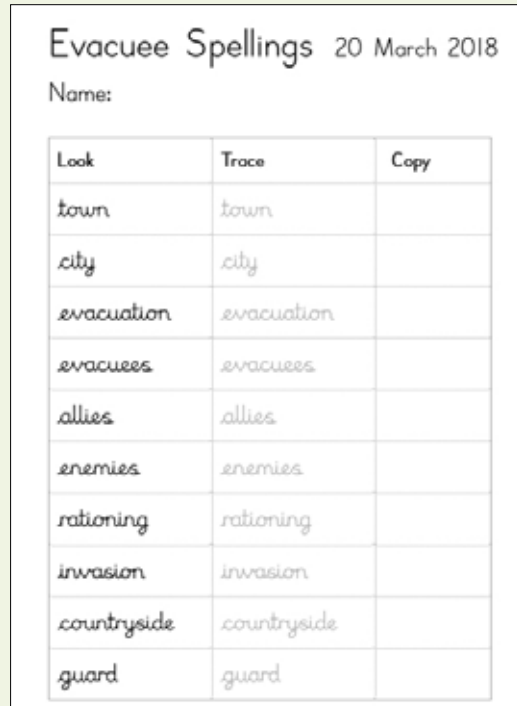 Evacuee Spellings 20 March 2018
Name:
Look Trace Copy
town town
city city
evacuation evacuation
evacuees evacuees
allies allies
enemies enemies
rationing rationing
invasion invasion
countryside countryside
guard guard